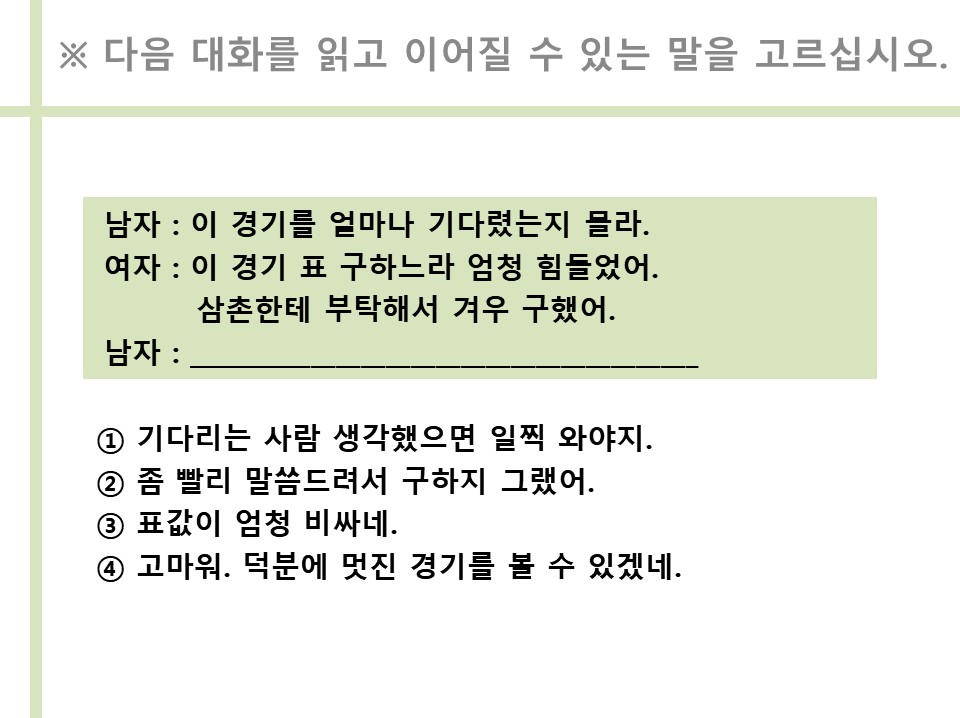 ※ 다음 대화를 읽고 이어질 수 있는 말을 고르십시오.
남자 : 이 경기를 얼마나 기다렸는지 몰라.
여자 : 이 경기 표 구하느라 엄청 힘들었어.
삼촌한테 부탁해서 겨우 구했어.
남자 : ________________________________________
① 기다리는 사람 생각했으면 일찍 와야지.
② 좀 빨리 말씀드려서 구하지 그랬어.
③ 표값이 엄청 비싸네.
④ 고마워. 덕분에 멋진 경기를 볼 수 있겠네.